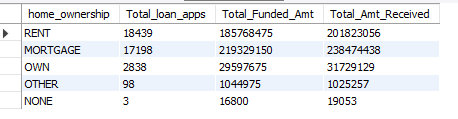 home_ownership Total_loan_apps Total_Funded_Amt Total_Amt_Received
RENT 18439 185768475 201823056
MORTGAGE 17198 219329150 238474438
OWN 2838 29597675 31729129
OTHER 98 1044975 1025257
NONE 3 16800 19053